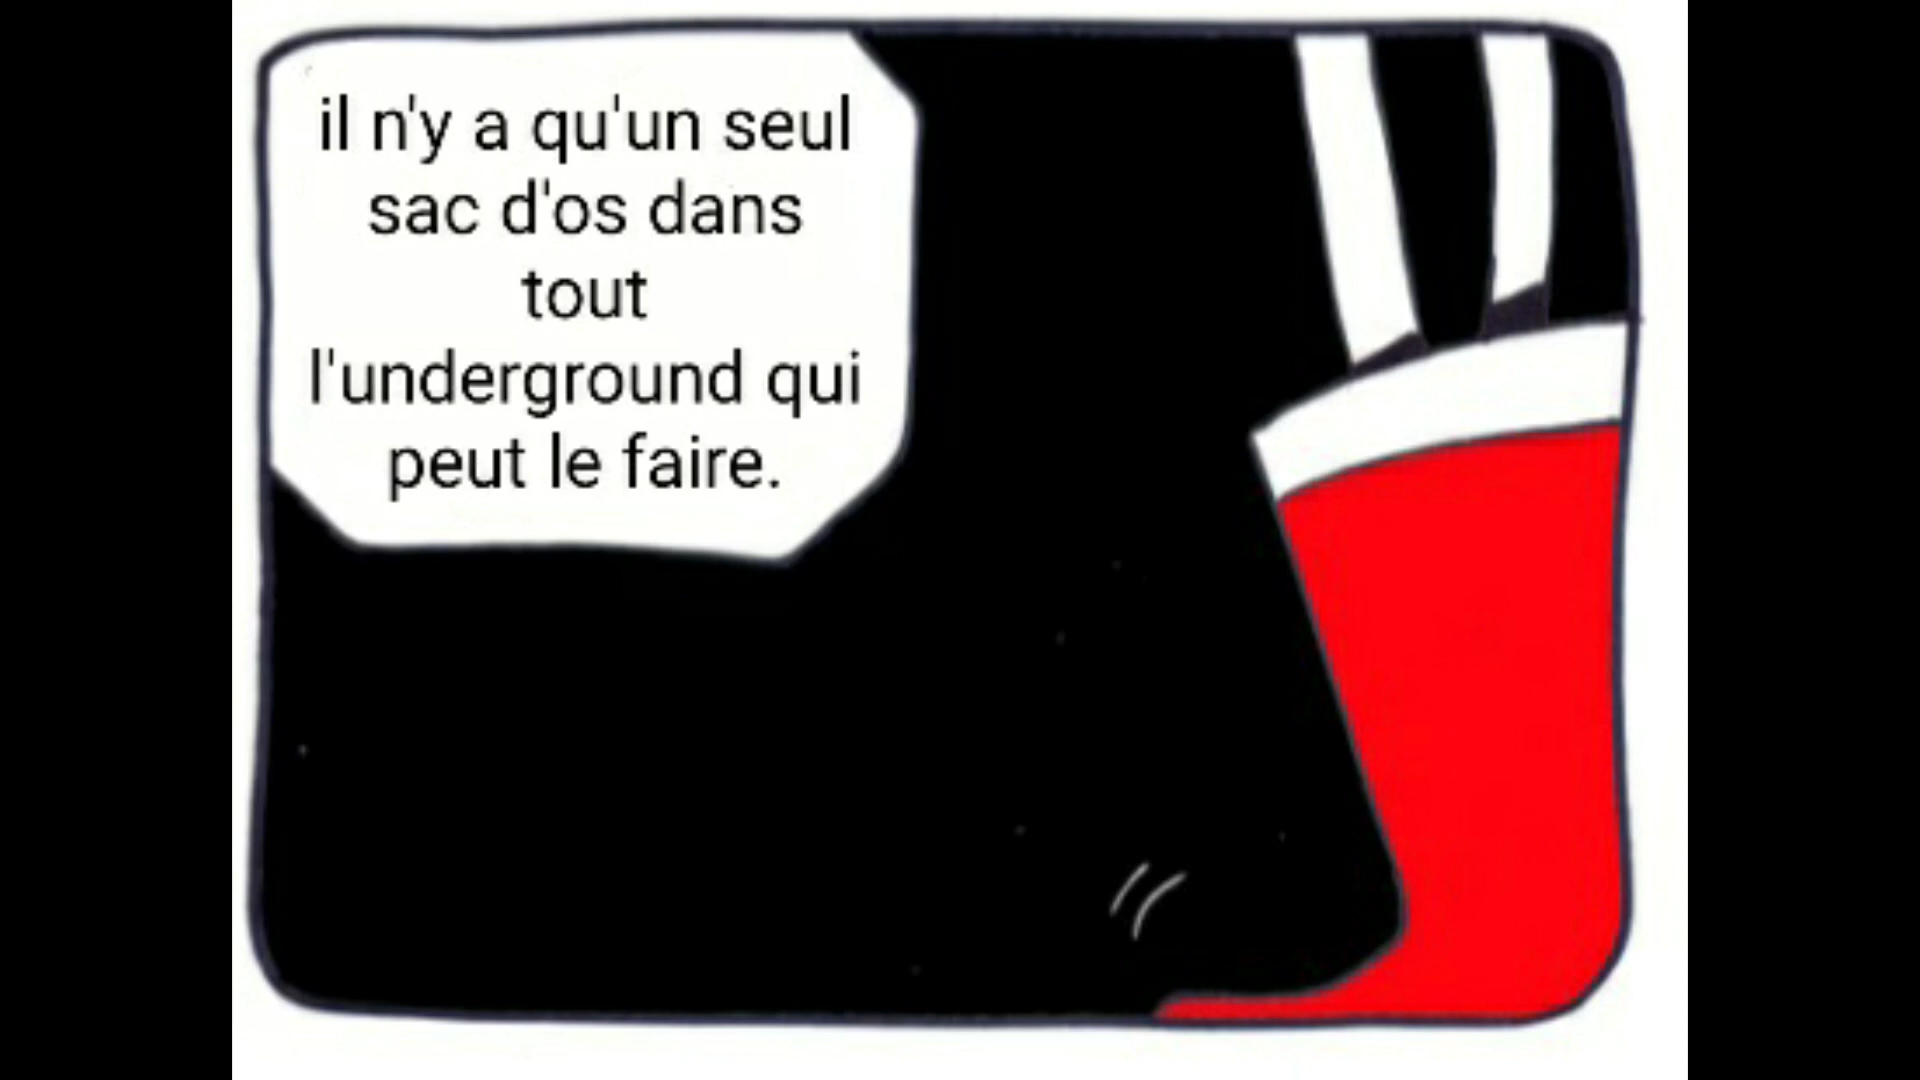 il n'y a qu'un seul
sac d'os dans
tout
l'underground qui
peut le faire.